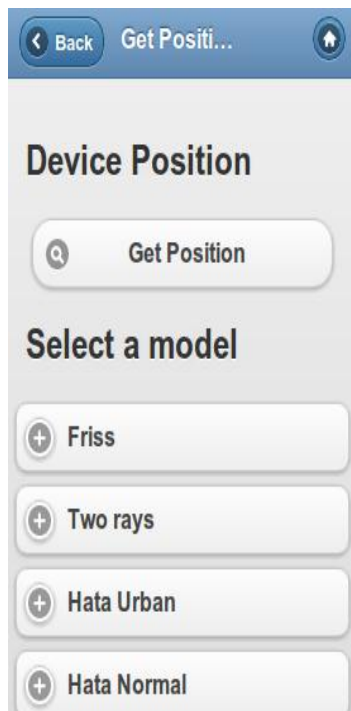 Back Get Positi...
Device Position
Get Position
Select a model
Friss
Two rays
Hata Urban
Hata Normal